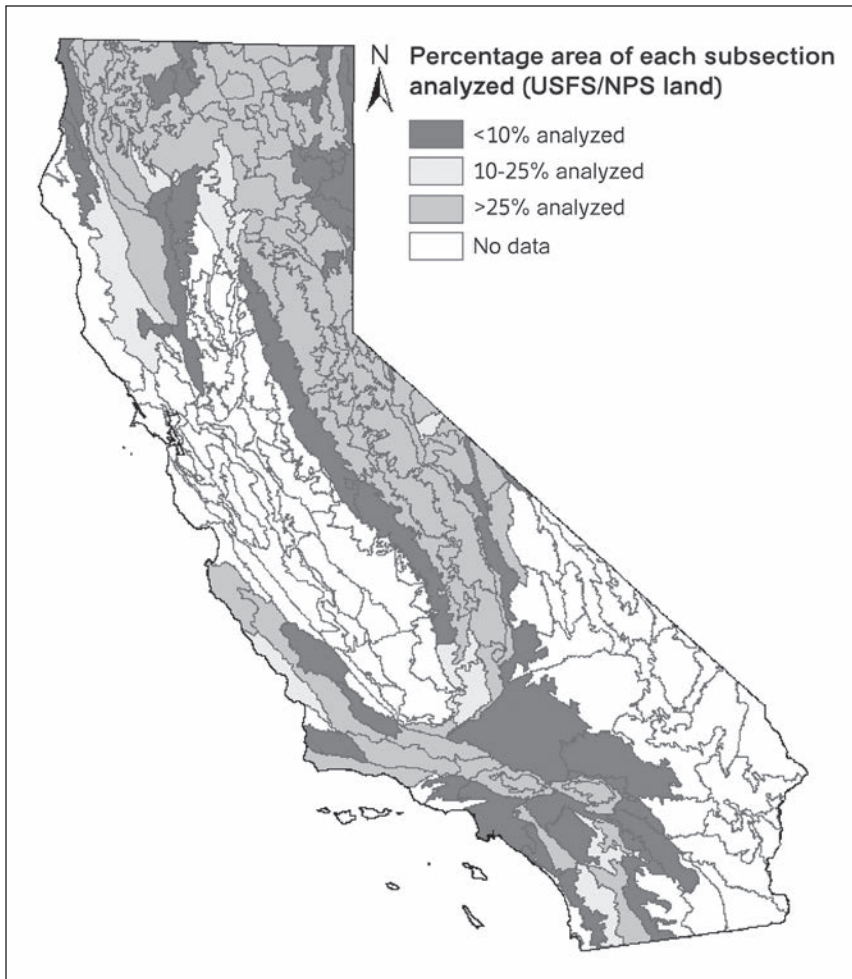 N
Percentage area of each subsection
analyzed (USFS/NPS land)
<10% analyzed
10-25% analyzed
>25% analyzed
No data